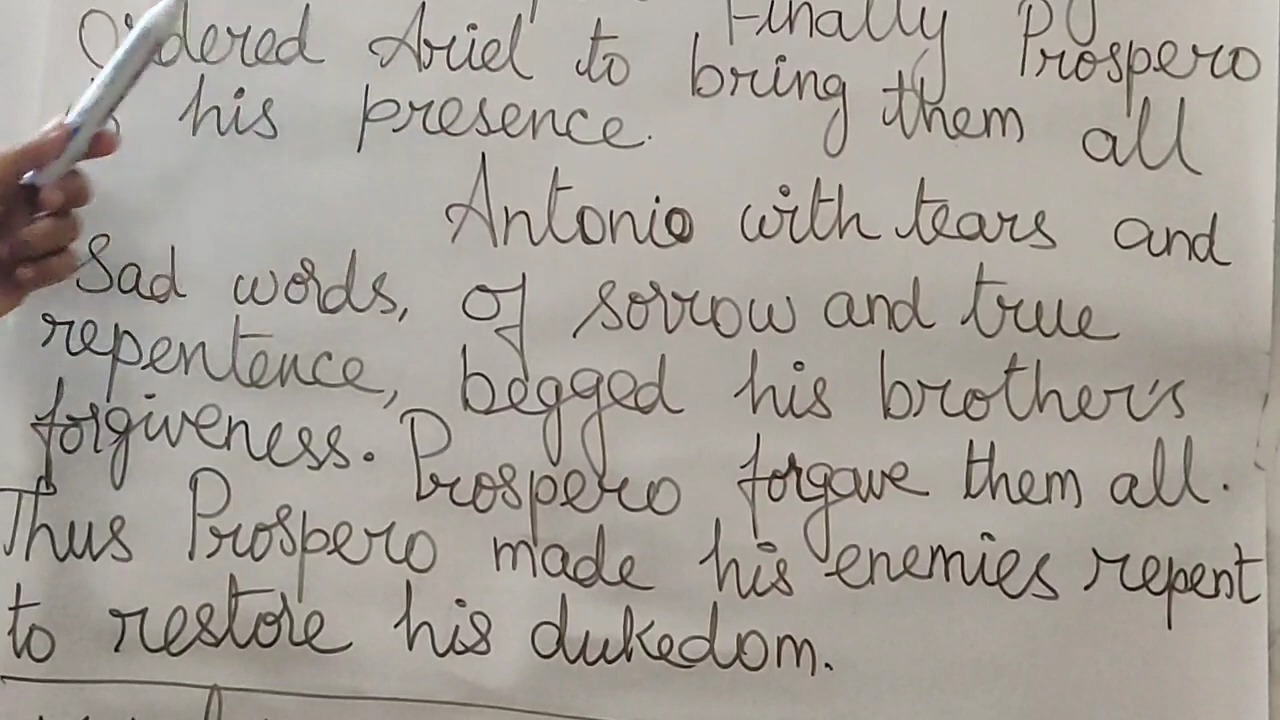 Finally Prospero
Ordered Ariel to bring them all
his presence.
Antonio with tears and
Sad words, of sorrow and true
repentence, begged his brother's
forgiveness. Prospero forgave them all.
Thus Prospero made his enemies repent
to restore his dukedom.